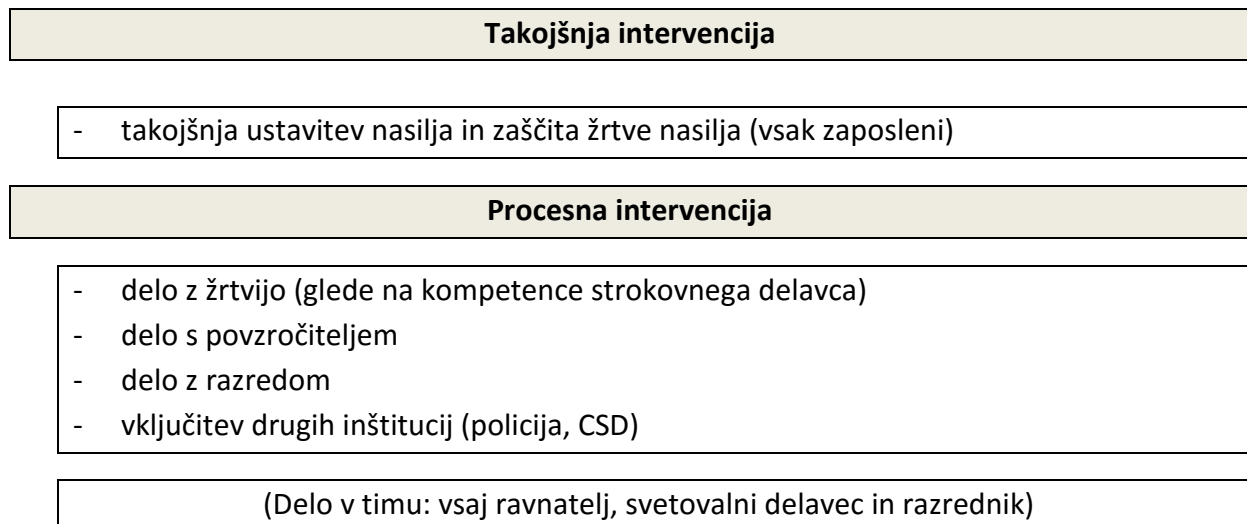 Takojšnja intervencija
- takojšnja ustavitev nasilja in zaščita žrtve nasilja (vsak zaposleni)
Procesna intervencija
- delo z žrtvijo (glede na kompetence strokovnega delavca)
- delo s povzročiteljem
- delo z razredom
- vključitev drugih inštitucij (policija, CSD)
(Delo v timu: vsaj ravnatelj, svetovalni delavec in razrednik)